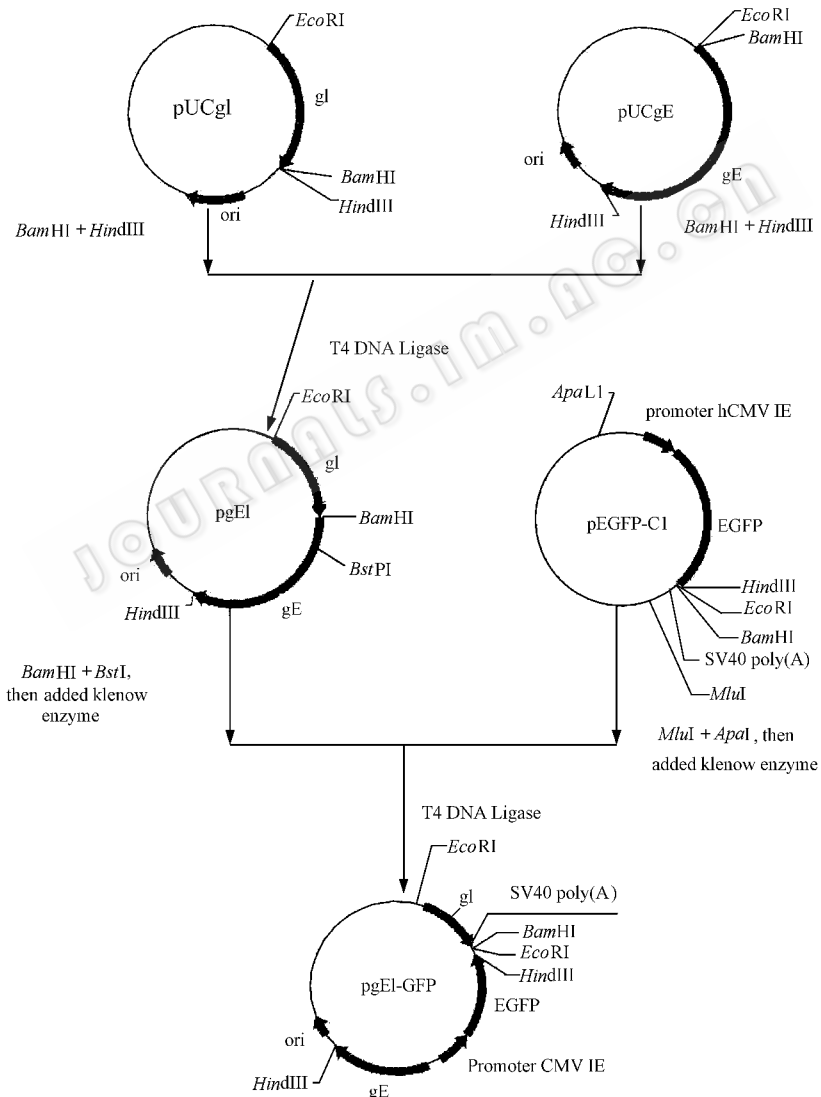 EcoRI
gI
pUCgI
BamHI
HindIII
ori
BamHI + HindIII
EcoRI
BamHI
pUCgE
ori
gE
HindIII
BamHI + HindIII
T4 DNA Ligase
EcoRI
gI
pgEI
BamHI
BstPI
ori
HindIII
gE
ApaL1
promoter hCMV IE
pEGFP-C1
EGFP
HindIII
EcoRI
BamHI
SV40 poly(A)
MluI
BamHI + BstI,
then added klenow
enzyme
MluI + ApaI, then
added klenow enzyme
T4 DNA Ligase
EcoRI
gI
SV40 poly(A)
BamHI
EcoRI
HindIII
pgEI-GFP
EGFP
ori
Promoter CMV IE
HindIII
gE
JOURNALS.IM.AC.CN